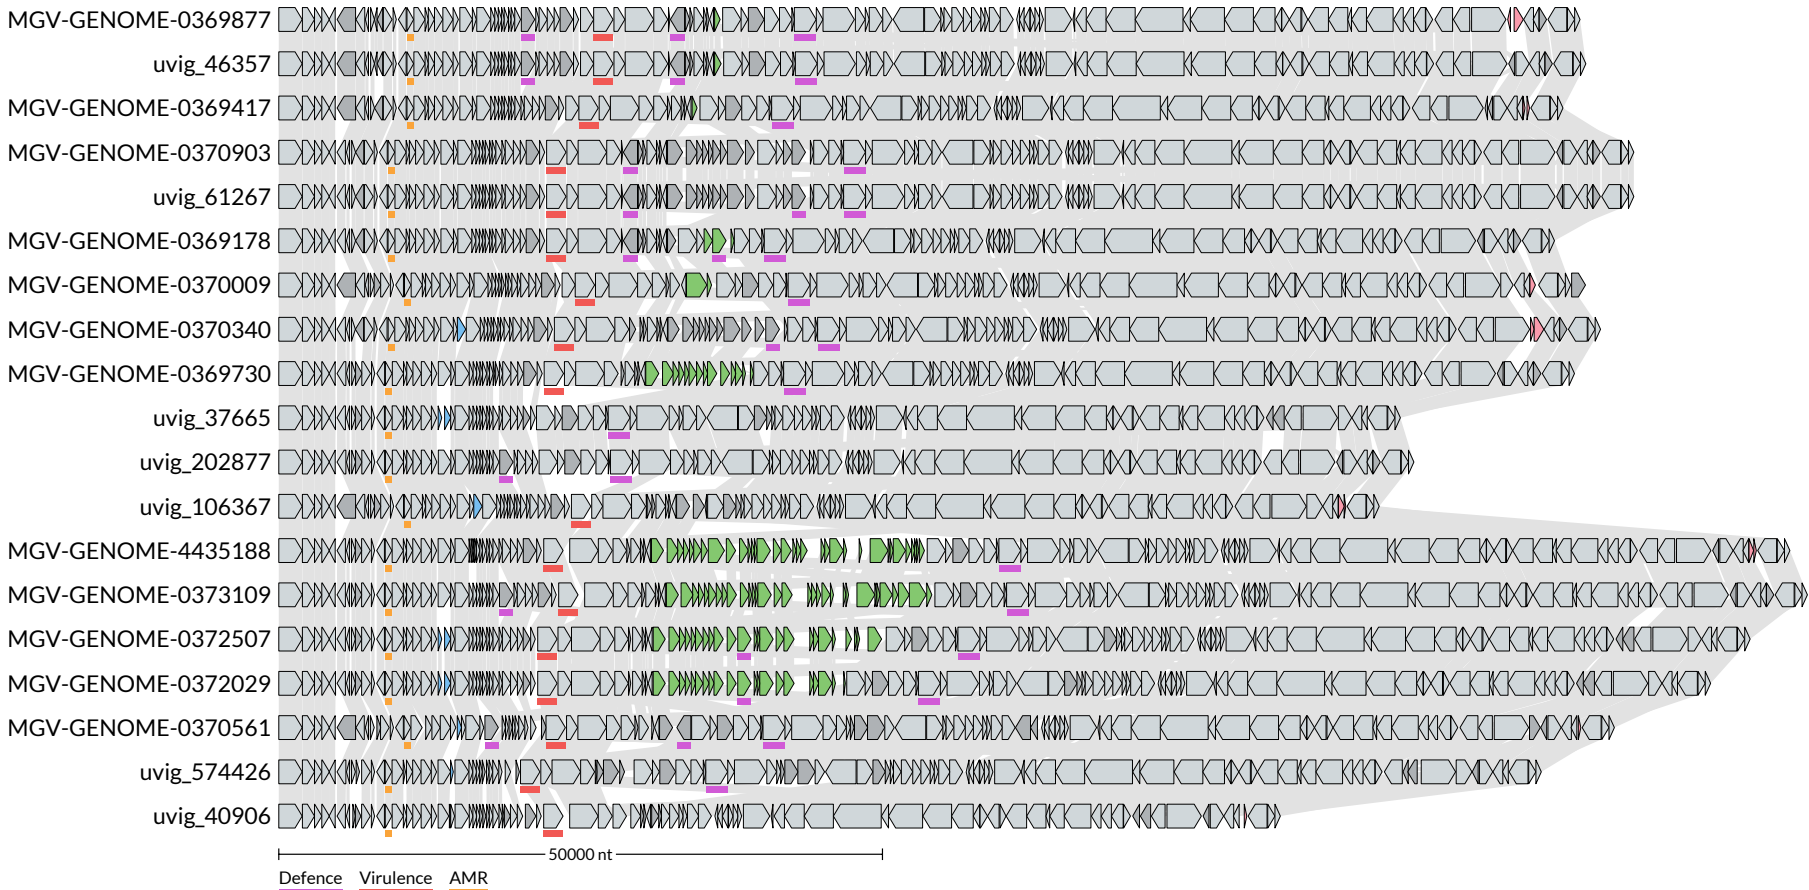 MGV-GENOME-0369877
uvig_46357
MGV-GENOME-0369417
MGV-GENOME-0370903
uvig_61267
MGV-GENOME-0369178
MGV-GENOME-0370009
MGV-GENOME-0370340
MGV-GENOME-0369730
uvig_37665
uvig_202877
uvig_106367
MGV-GENOME-4435188
MGV-GENOME-0373109
MGV-GENOME-0372507
MGV-GENOME-0372029
MGV-GENOME-0370561
uvig_574426
uvig_40906
50000 nt
Defence Virulence AMR